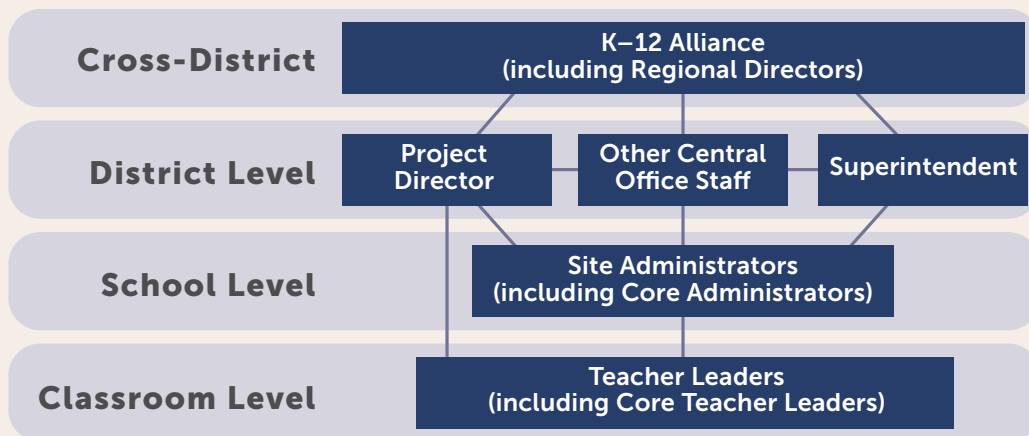 Cross-District
K–12 Alliance
(including Regional Directors)
District Level
Project
Director
Other Central
Office Staff
Superintendent
School Level
Site Administrators
(including Core Administrators)
Classroom Level
Teacher Leaders
(including Core Teacher Leaders)